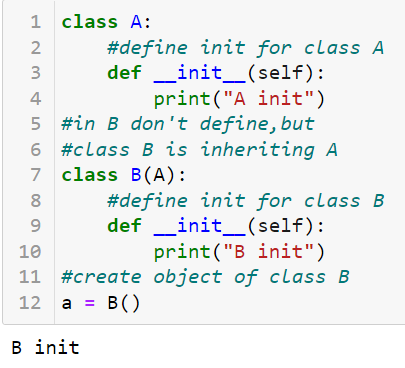 1 class A:
2     #define init for class A
3     def __init__(self):
4         print("A init")
5 #in B don't define,but
6 #class B is inheriting A
7 class B(A):
8     #define init for class B
9     def __init__(self):
10         print("B init")
11 #create object of class B
12 a = B()
B init